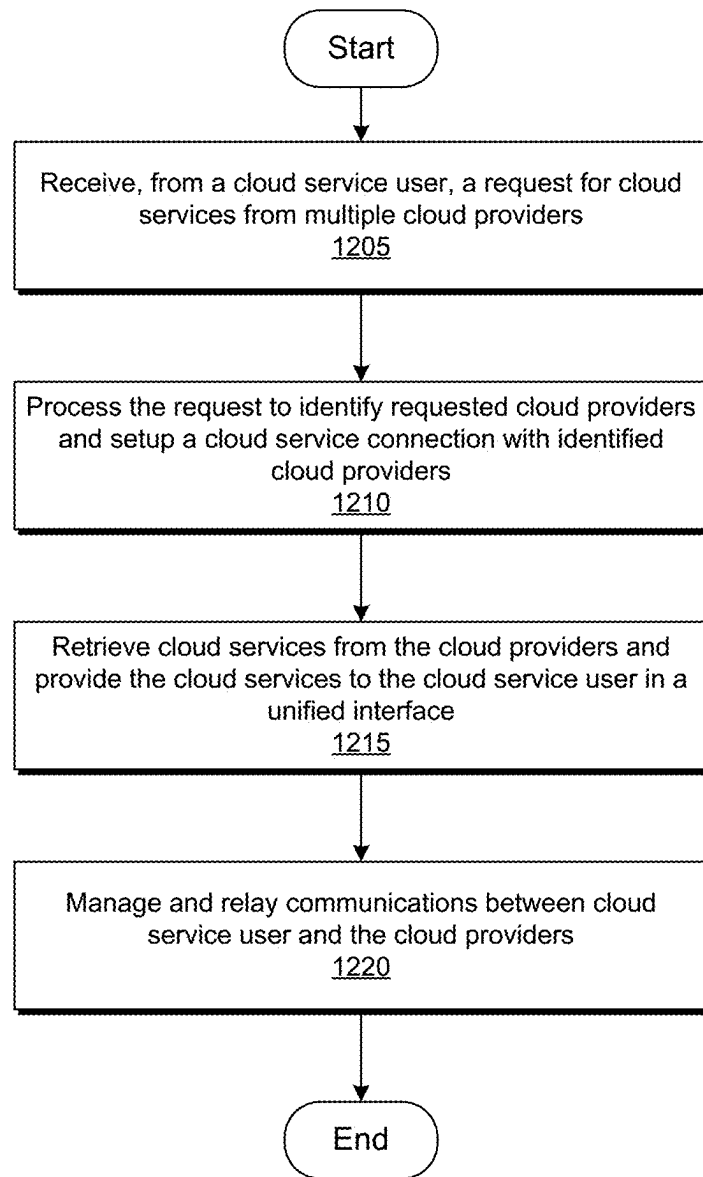 Start
Receive, from a cloud service user, a request for cloud
services from multiple cloud providers
1205
Process the request to identify requested cloud providers
and setup a cloud service connection with identified
cloud providers
1210
Retrieve cloud services from the cloud providers and
provide the cloud services to the cloud service user in a
unified interface
1215
Manage and relay communications between cloud
service user and the cloud providers
1220
End